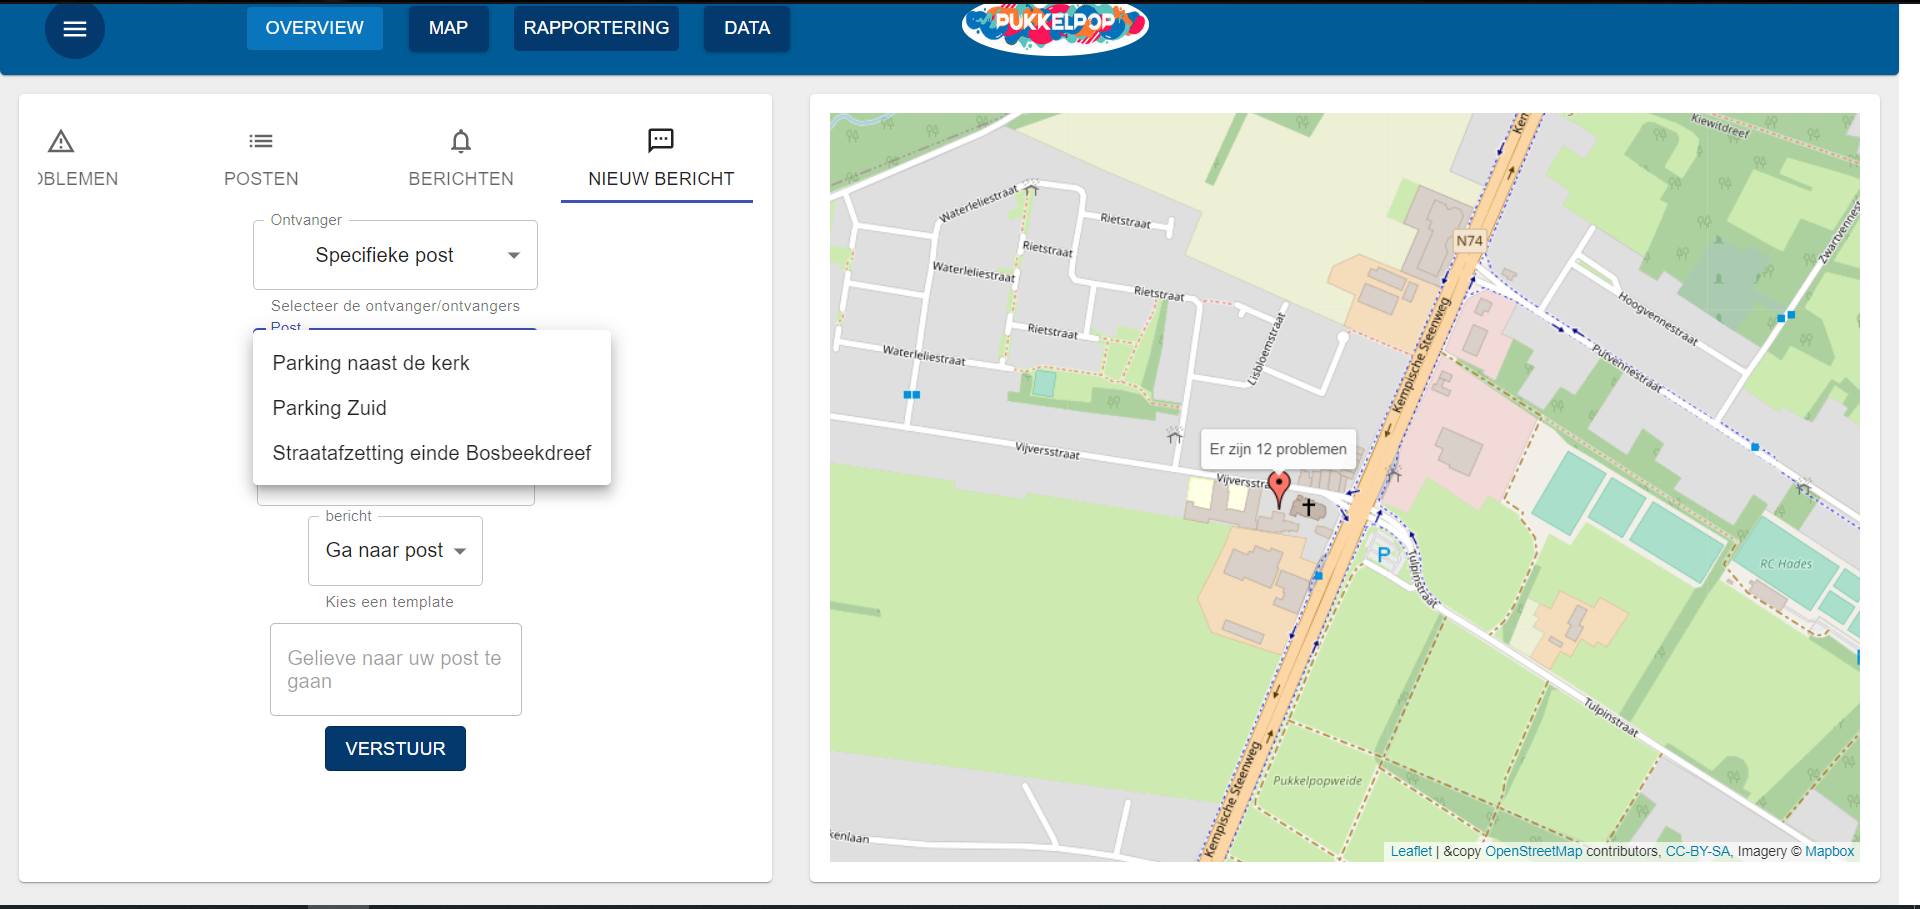 OVERVIEW
MAP
RAPPORTERING
DATA
PUKKELPOP
OBLEMEN
POSTEN
BERICHTEN
NIEUW BERICHT
Ontvanger
Specifieke post
Selecteer de ontvanger/ontvangers
Post
Parking naast de kerk
Parking Zuid
Straatafzetting einde Bosbeekdreef
bericht
Ga naar post
Kies een template
Gelieve naar uw post te
gaan
VERSTUUR
Kiewitdreef
Waterleliestraat
Rietstraat
Zwartvennest
N74
Rietstraat
Waterleliestraat
Rietstraat
Hoogvennestraat
Rietstraat
Lisbloemstraat
Kempische Steenweg
Putvennestraat
Waterleliestraat
Vijversstraat
Er zijn 12 problemen
Vijversstra
P
Tulpinstraat
RC Hades
Tulpinstraat
Pukkelpopweide
Kempische Steenweg
kenlaan
Leaflet | &copy OpenStreetMap contributors, CC-BY-SA, Imagery © Mapbox